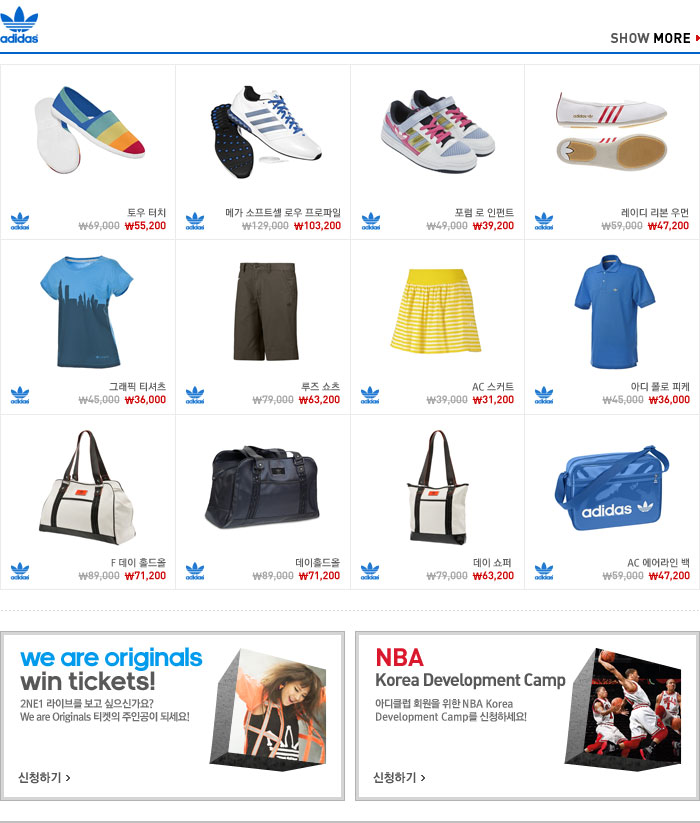 adidas
SHOW MORE
토우 터치
adidas
₩69,000 ₩55,200
메가 소프트셀 로우 프로파일
adidas
₩129,000 ₩103,200
포럼 로 인펀트
adidas
₩49,000 ₩39,200
레이디 리본 우먼
adidas
₩59,000 ₩47,200
그래픽 티셔츠
adidas
₩45,000 ₩36,000
루즈 쇼츠
adidas
₩79,000 ₩63,200
AC 스커트
adidas
₩39,000 ₩31,200
아디 폴로 피케
adidas
₩45,000 ₩36,000
F 데이 홀드올
adidas
₩89,000 ₩71,200
데이홀드올
adidas
₩89,000 ₩71,200
데이 쇼퍼
adidas
₩79,000 ₩63,200
adidas
AC 에어라인 백
adidas
₩59,000 ₩47,200
we are originals
win tickets!
2NE1 라이브를 보고 싶으신가요?
We are Originals 티켓의 주인공이 되세요!
신청하기 >
NBA
Korea Development Camp
아디클럽 회원을 위한 NBA Korea
Development Camp를 신청하세요!
신청하기 >